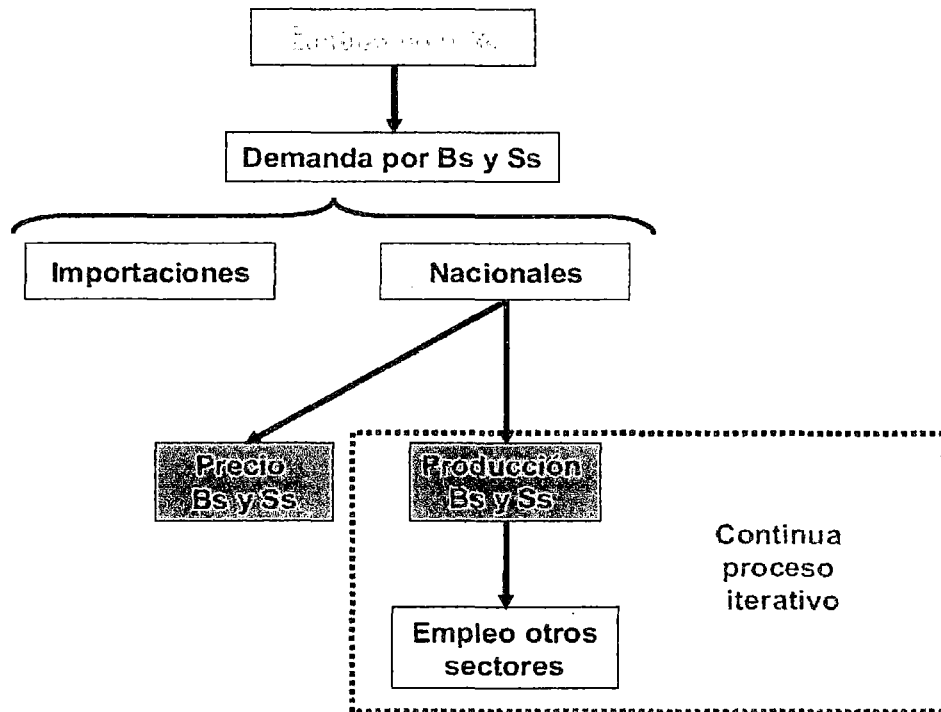 Demanda por Bs y Ss
Importaciones
Nacionales
Precio
Bs y Ss
Producción
Bs y Ss
Continua
proceso
iterativo
Empleo otros
sectores